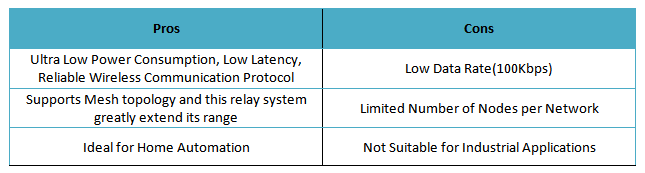 Pros
Cons
Ultra Low Power Consumption, Low Latency,
Reliable Wireless Communication Protocol
Low Data Rate(100Kbps)
Supports Mesh topology and this relay system
greatly extend its range
Limited Number of Nodes per Network
Ideal for Home Automation
Not Suitable for Industrial Applications